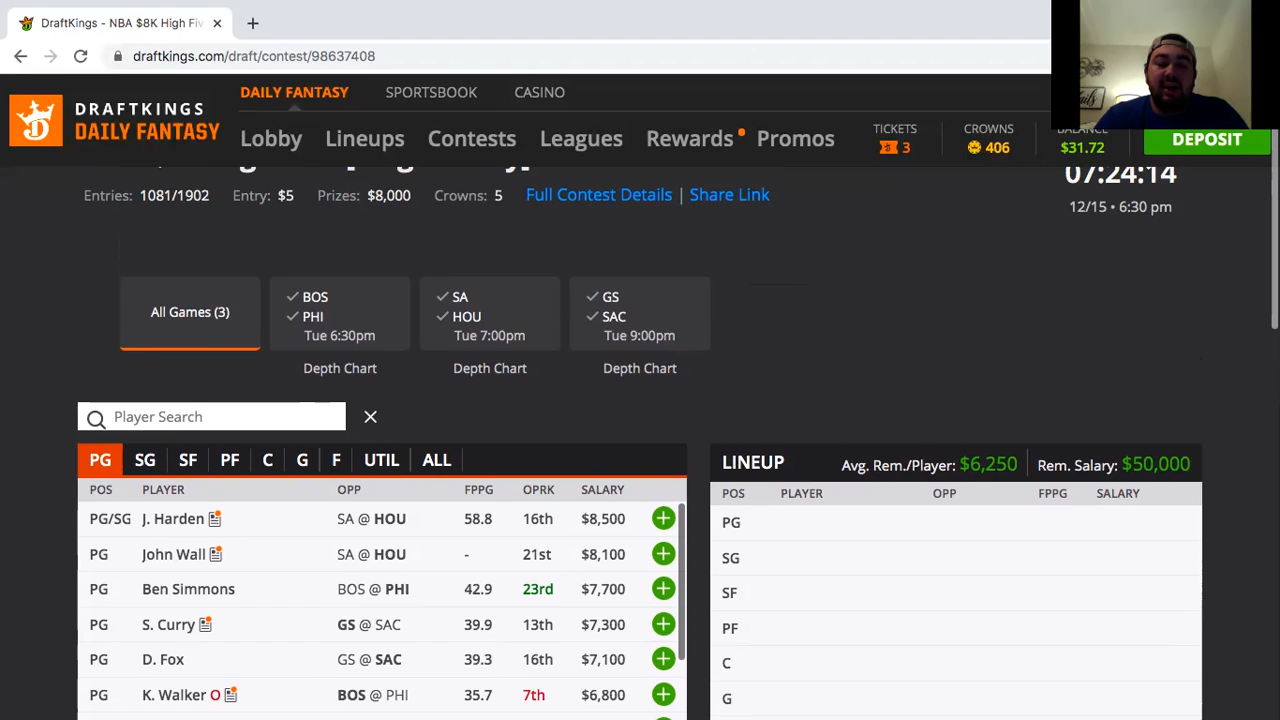 DraftKings - NBA $8K High Fiv
draftkings.com/draft/contest/98637408
DRAFTKINGS
DAILY FANTASY
DAILY FANTASY SPORTSBOOK CASINO
Lobby Lineups Contests Leagues Rewards Promos
TICKETS
3
CROWNS
406
BALANCE
$31.72
DEPOSIT
Entries: 1081/1902 Entry: $5 Prizes: $8,000 Crowns: 5 Full Contest Details | Share Link
07:24:14
12/15 • 6:30 pm
All Games (3)
BOS
PHI
Tue 6:30pm
Depth Chart
SA
HOU
Tue 7:00pm
Depth Chart
GS
SAC
Tue 9:00pm
Depth Chart
Player Search
PG SG SF PF C G F UTIL ALL
POS PLAYER OPP FPPG OPRK SALARY
PG/SG J. Harden SA @ HOU 58.8 16th $8,500
PG John Wall SA @ HOU - 21st $8,100
PG Ben Simmons BOS @ PHI 42.9 23rd $7,700
PG S. Curry GS @ SAC 39.9 13th $7,300
PG D. Fox GS @ SAC 39.3 16th $7,100
PG K. Walker O BOS @ PHI 35.7 7th $6,800
LINEUP Avg. Rem./Player: $6,250 Rem. Salary: $50,000
POS PLAYER OPP FPPG SALARY
PG
SG
SF
PF
C
G